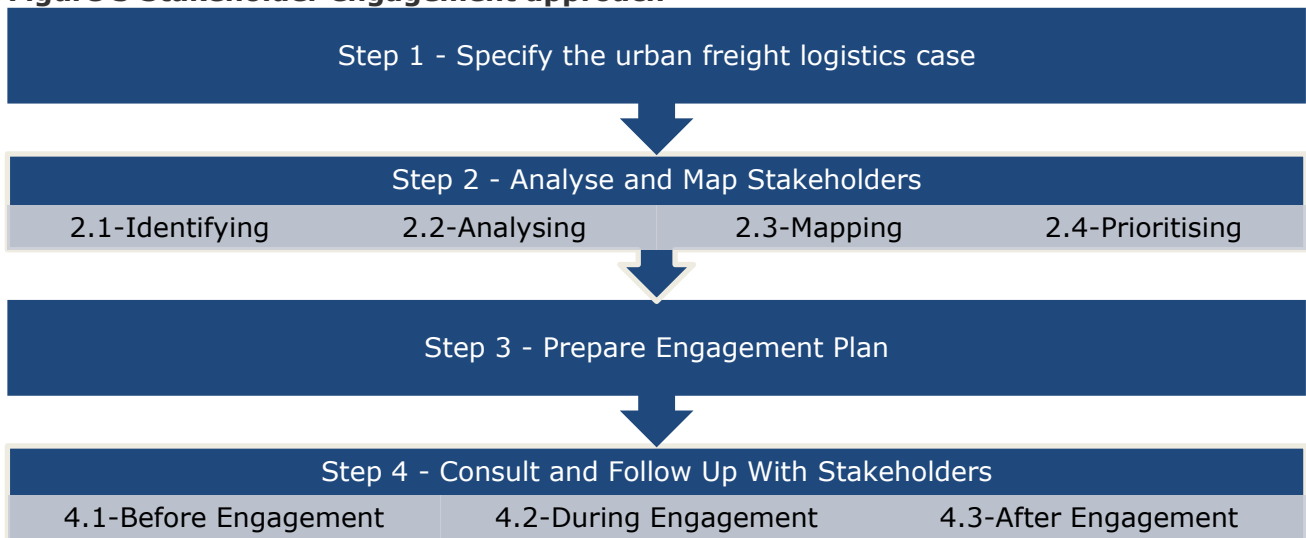 Step 1 - Specify the urban freight logistics case
Step 2 - Analyse and Map Stakeholders
2.1-Identifying 2.2-Analysing 2.3-Mapping 2.4-Prioritising
Step 3 - Prepare Engagement Plan
Step 4 - Consult and Follow Up With Stakeholders
4.1-Before Engagement 4.2-During Engagement 4.3-After Engagement